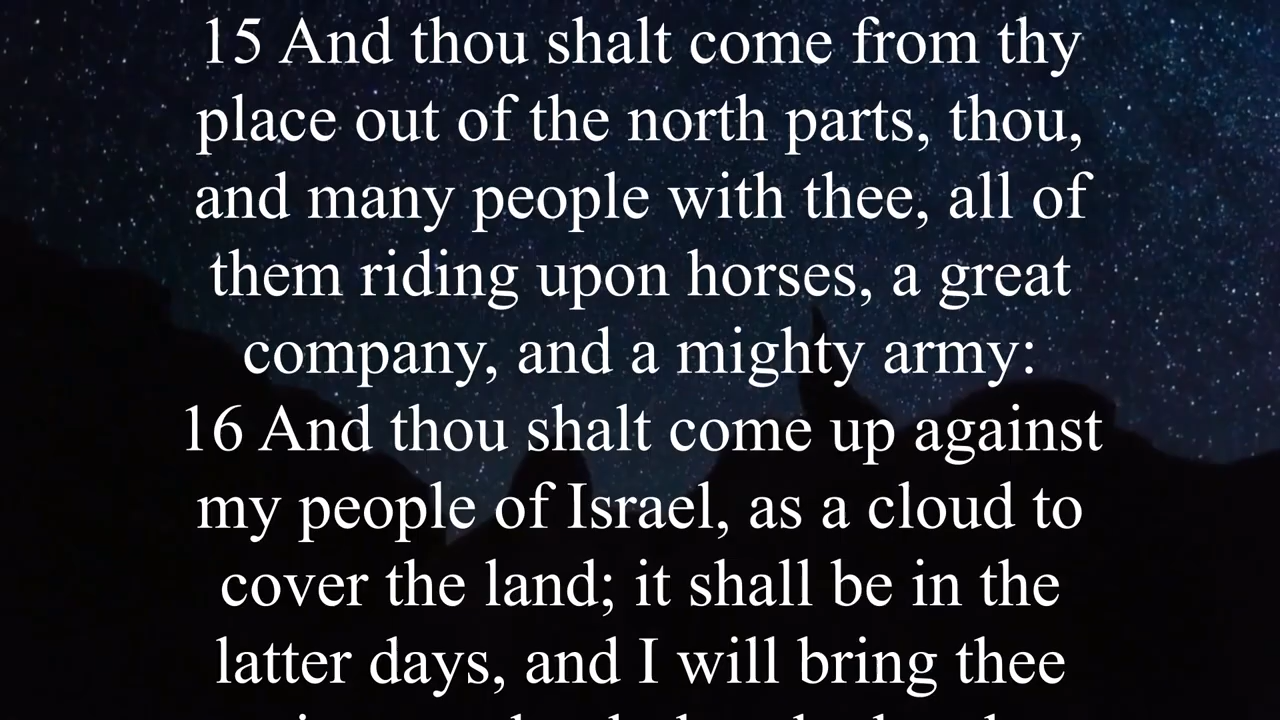 15 And thou shalt come from thy
place out of the north parts, thou,
and many people with thee, all of
them riding upon horses, a great
company, and a mighty army:
16 And thou shalt come up against
my people of Israel, as a cloud to
cover the land; it shall be in the
latter days, and I will bring thee